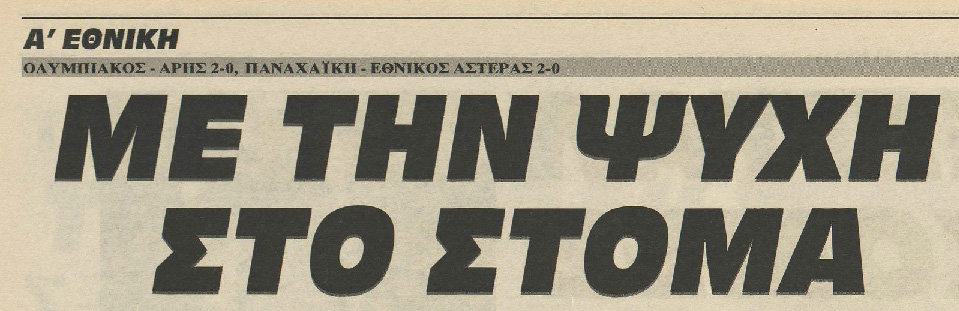 Α' ΕΘΝΙΚΗ
ΟΛΥΜΠΙΑΚΟΣ - ΑΡΗΣ 2-0, ΠΑΝΑΧΑΪΚΗ - ΕΘΝΙΚΟΣ ΑΣΤΕΡΑΣ 2-0
ΜΕ ΤΗΝ ΨΥΧΗ
ΣΤΟ ΣΤΟΜΑ